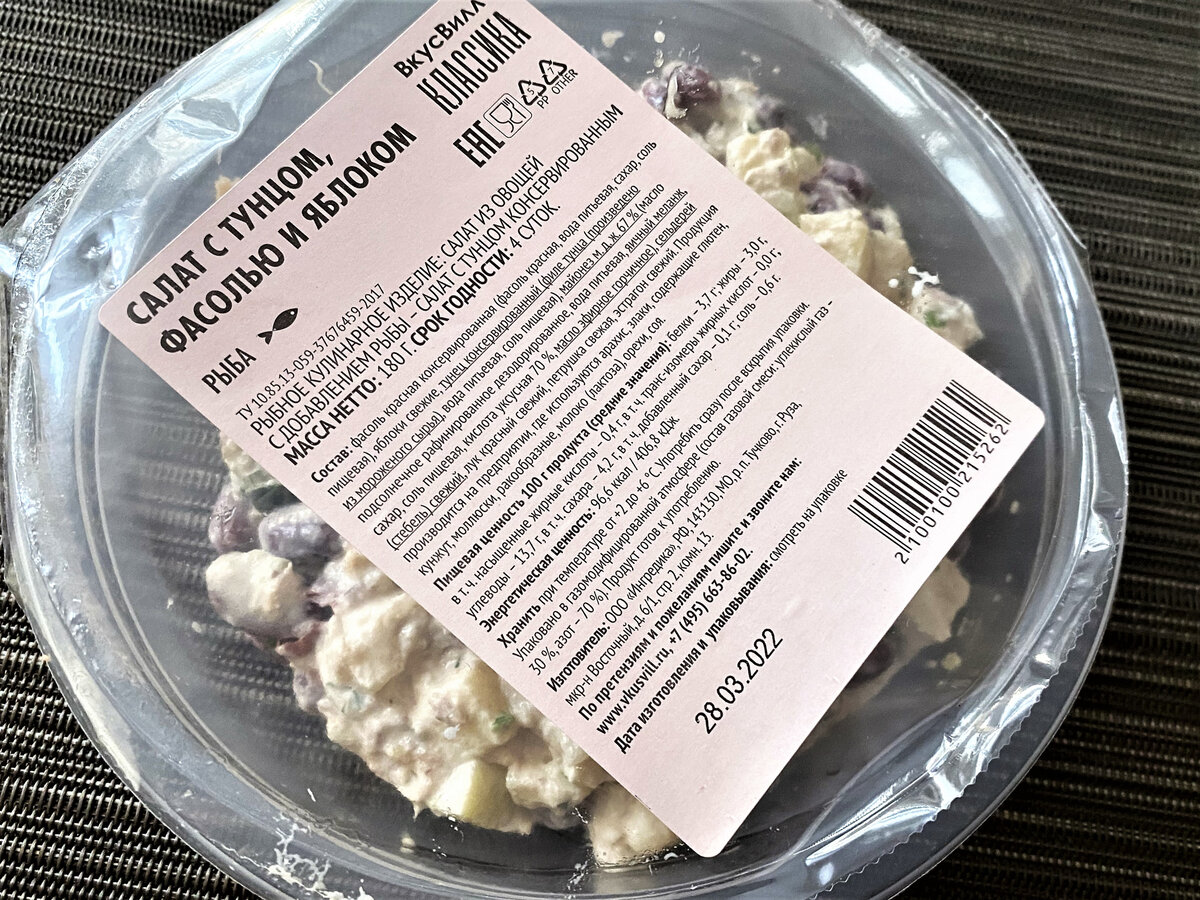 ВкусВилл
КЛАССИКА
EAC
PP OTHER
САЛАТ С ТУНЦОМ,
ФАСОЛЬЮ И ЯБЛОКОМ
РЫБА
ТУ 10.85.13-059-37676459-2017
РЫБНОЕ КУЛИНАРНОЕ ИЗДЕЛИЕ: САЛАТ ИЗ ОВОЩЕЙ
С ДОБАВЛЕНИЕМ РЫБЫ – САЛАТ С ТУНЦОМ КОНСЕРВИРОВАННЫМ
МАССА НЕТТО: 180 Г. СРОК ГОДНОСТИ: 4 СУТОК.
Состав: фасоль красная консервированная (фасоль красная, вода питьевая, сахар, соль
пищевая), яблоки свежие, тунец консервированный (филе тунца (произведено
из мороженого сырья), вода питьевая, соль пищевая), майонез м.д.ж. 67 % (масло
подсолнечное рафинированное дезодорированное, вода питьевая, яичный меланж,
сахар, соль пищевая, кислота уксусная 70 %, масло эфирное горчичное), сельдерей
(стебель) свежий, лук красный свежий, петрушка свежая, эстрагон свежий. Продукция
производится на предприятии, где используются арахис, злаки, содержащие глютен,
кунжут, моллюски, ракообразные, молоко (лактоза), орехи, соя.
Пищевая ценность 100 г продукта (средние значения): белки – 3,7 г; жиры – 3,0 г,
в т. ч. насыщенные жирные кислоты – 0,4 г, в т. ч. транс-изомеры жирных кислот – 0,0 г;
углеводы – 13,7 г, в т. ч. сахара – 4,2 г, в т. ч. добавленный сахар – 0,1 г, соль – 0,6 г.
Энергетическая ценность: 96,6 ккал / 406,8 кДж.
Хранить при температуре от +2 до +6 °С. Употребить сразу после вскрытия упаковки.
Упаковано в газомодифицированной атмосфере (состав газовой смеси: углекислый газ –
30 %, азот – 70 %). Продукт готов к употреблению.
Изготовитель: ООО «Ингредика», РФ, 143130, МО, р.п. Тучково, г. Руза,
мкр-н Восточный, д. 6/1, стр. 2, комн. 13.
По претензиям и пожеланиям пишите и звоните нам:
www.vkusvill.ru, +7 (495) 663-86-02.
Дата изготовления и упаковывания: смотреть на упаковке
28.03.2022
2100100215262